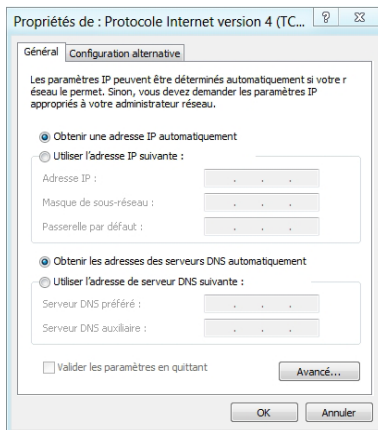 Propriétés de : Protocole Internet version 4 (TC...
Général
Configuration alternative
Les paramètres IP peuvent être déterminés automatiquement si votre r
éseau le permet. Sinon, vous devez demander les paramètres IP
appropriés à votre administrateur réseau.
Obtenir une adresse IP automatiquement
Utiliser l'adresse IP suivante :
Adresse IP :
Masque de sous-réseau :
Passerelle par défaut :
Obtenir les adresses des serveurs DNS automatiquement
Utiliser l'adresse de serveur DNS suivante :
Serveur DNS préféré :
Serveur DNS auxiliaire :
Valider les paramètres en quittant
Avancé...
OK
Annuler